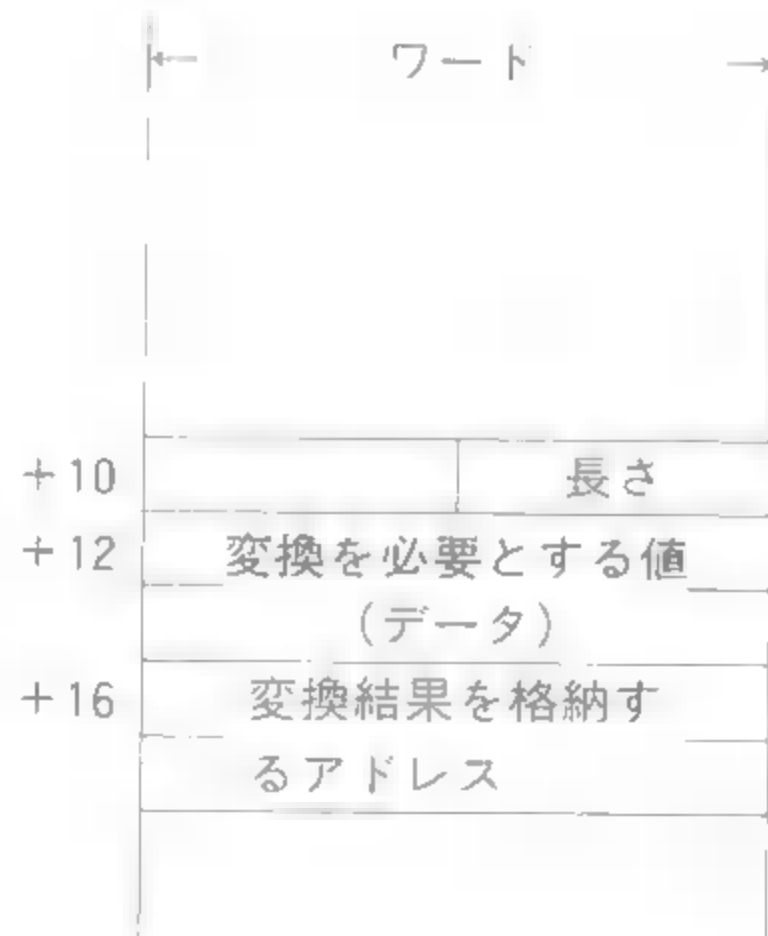 ワード
+10 長さ
+12 変換を必要とする値
(データ)
+16 変換結果を格納す
るアドレス